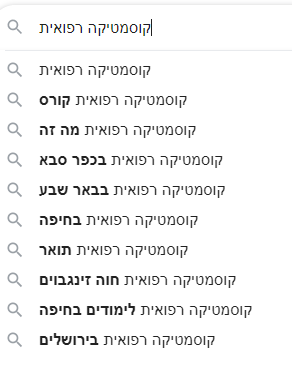 קוסמטיקה רפואית
קוסמטיקה רפואית
קוסמטיקה רפואית קורס
קוסמטיקה רפואית מה זה
קוסמטיקה רפואית בכפר סבא
קוסמטיקה רפואית בבאר שבע
קוסמטיקה רפואית בחיפה
קוסמטיקה רפואית תואר
קוסמטיקה רפואית חוה זינגבוים
קוסמטיקה רפואית לימודים בחיפה
קוסמטיקה רפואית בירושלים